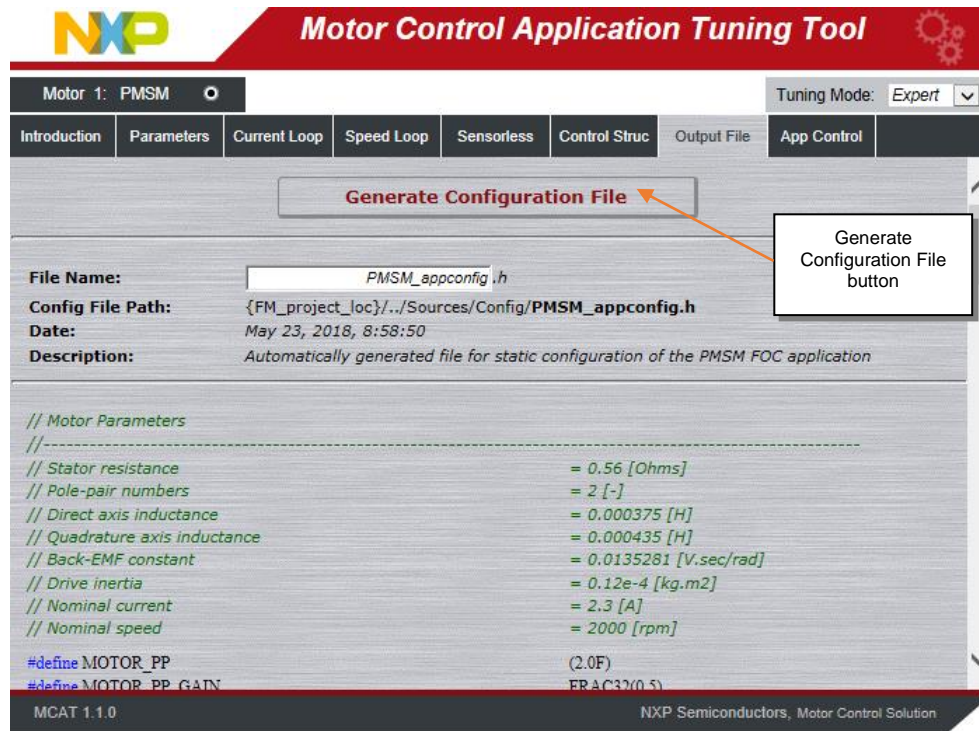 NXP
Motor Control Application Tuning Tool
Motor 1: PMSM
Tuning Mode: Expert
Introduction Parameters Current Loop Speed Loop Sensorless Control Struc Output File App Control
Generate Configuration File
Generate
Configuration File
button
File Name: PMSM_appconfig .h
Config File Path: {FM_project_loc}/../Sources/Config/PMSM_appconfig.h
Date: May 23, 2018, 8:58:50
Description: Automatically generated file for static configuration of the PMSM FOC application
// Motor Parameters
//----------------------------------------------------------------------------------------------------
// Stator resistance = 0.56 [Ohms]
// Pole-pair numbers = 2 [-]
// Direct axis inductance = 0.000375 [H]
// Quadrature axis inductance = 0.000435 [H]
// Back-EMF constant = 0.0135281 [V.sec/rad]
// Drive inertia = 0.12e-4 [kg.m2]
// Nominal current = 2.3 [A]
// Nominal speed = 2000 [rpm]
#define MOTOR_PP (2.0F)
#define MOTOR_PP_GAIN FRAC32(0.5)
MCAT 1.1.0
NXP Semiconductors, Motor Control Solution